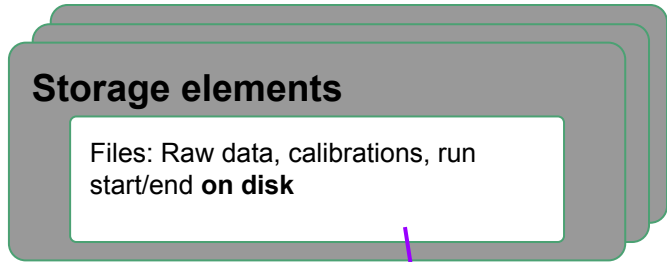 Storage elements
Files: Raw data, calibrations, run
start/end on disk